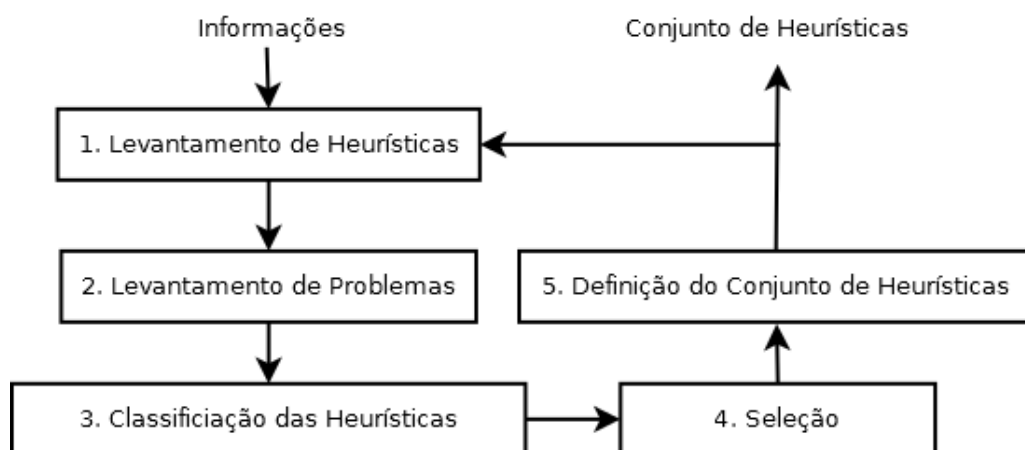 Informações
Conjunto de Heurísticas
1. Levantamento de Heurísticas
2. Levantamento de Problemas
5. Definição do Conjunto de Heurísticas
3. Classificiação das Heurísticas
4. Seleção